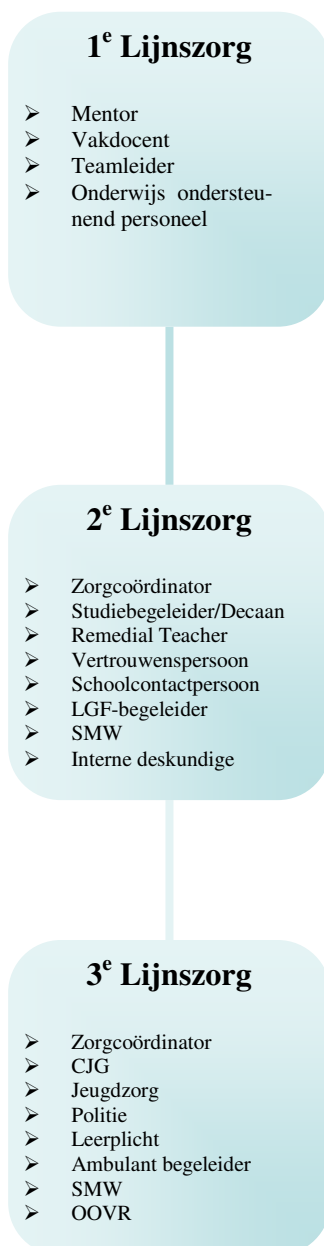 1e Lijnszorg
➢ Mentor
➢ Vakdocent
➢ Teamleider
➢ Onderwijs ondersteu-
nend personeel
2e Lijnszorg
➢ Zorgcoördinator
➢ Studiebegeleider/Decaan
➢ Remedial Teacher
➢ Vertrouwenspersoon
➢ Schoolcontactpersoon
➢ LGF-begeleider
➢ SMW
➢ Interne deskundige
3e Lijnszorg
➢ Zorgcoördinator
➢ CJG
➢ Jeugdzorg
➢ Politie
➢ Leerplicht
➢ Ambulant begeleider
➢ SMW
➢ OOVR